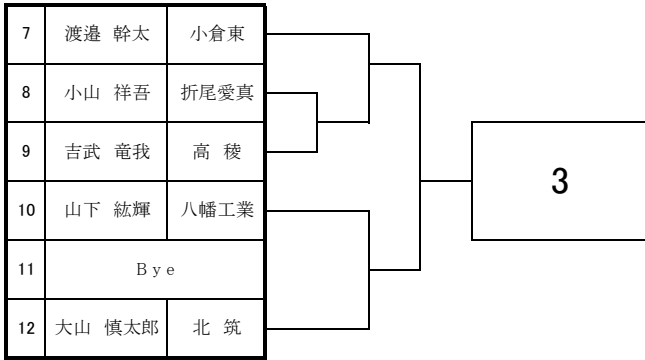 7 渡邉 幹太 小倉東
8 小山 祥吾 折尾愛真
9 吉武 竜我 高 稜
10 山下 紘輝 八幡工業
11 Bye
12 大山 慎太郎 北 筑
3